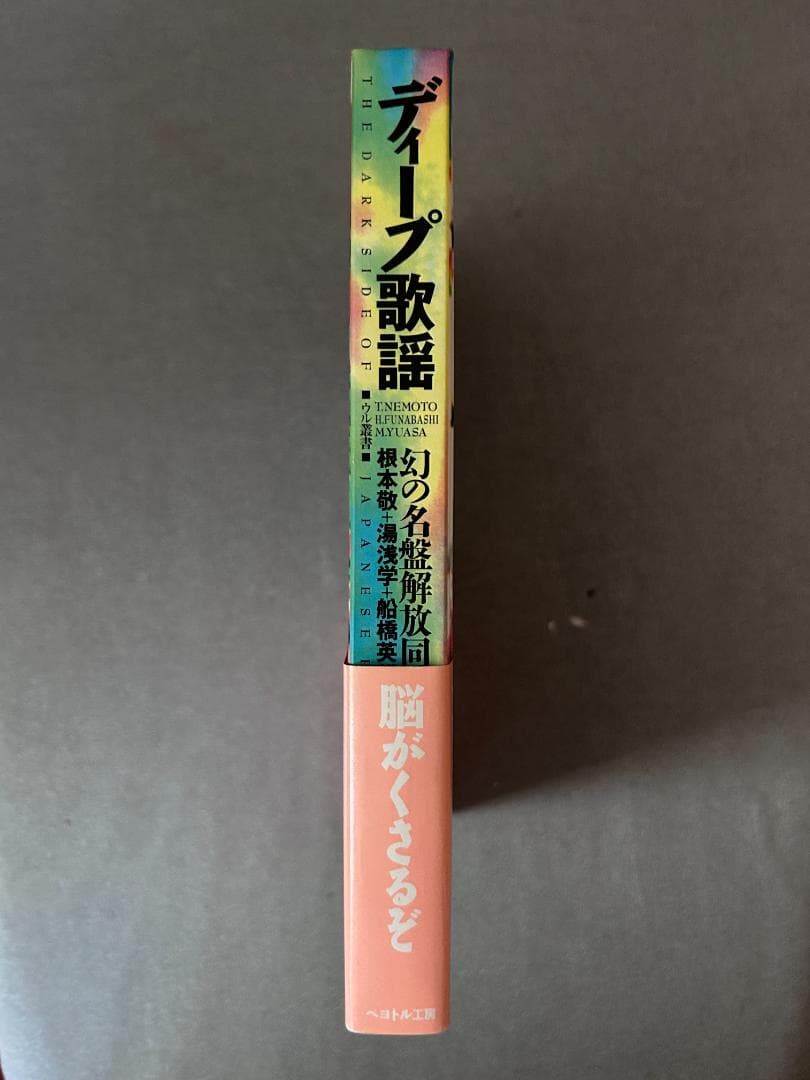 ディープ歌謡
THE DARK SIDE OF JAPANESE
■ウル叢書■
T.NEMOTO
H.FUNABASHI
M.YUASA
幻の名盤解放同
根本敬+湯浅学+船橋英
脳がくさるぞ
ペヨトル工房